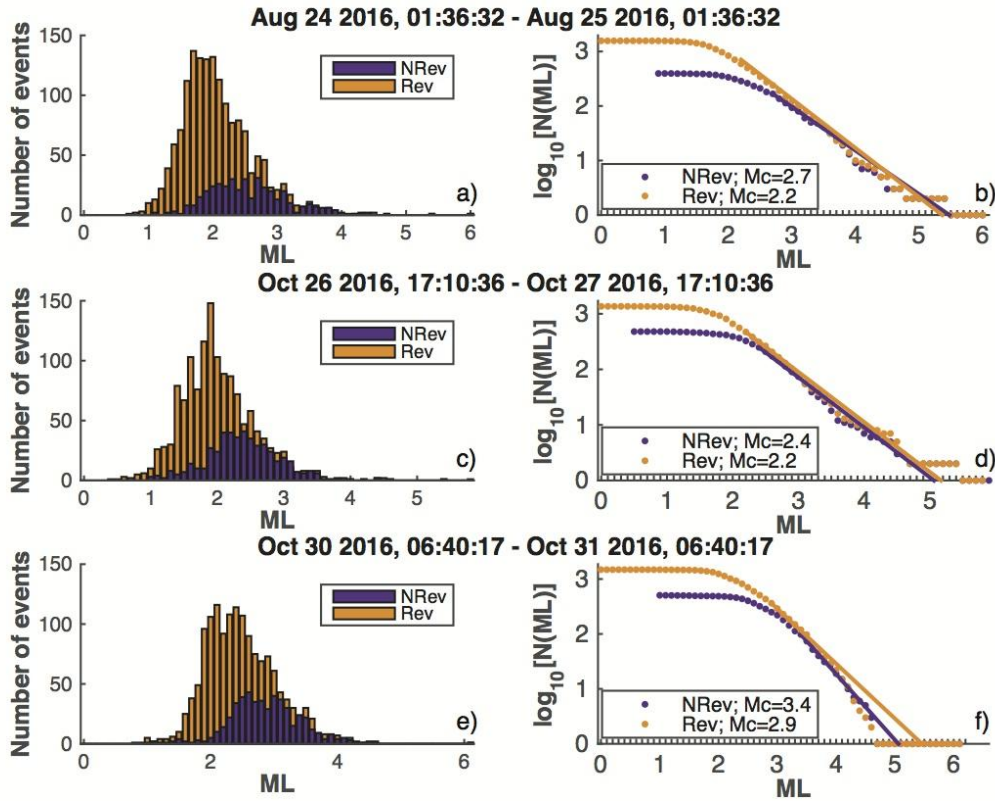 Aug 24 2016, 01:36:32 - Aug 25 2016, 01:36:32
Number of events
150
100
50
0
NRev
Rev
a)
0 1 2 3 4 5 6
ML
log10[N(ML)]
3
2
1
0
NRev; Mc=2.7
Rev; Mc=2.2
b)
0 1 2 3 4 5 6
ML
Oct 26 2016, 17:10:36 - Oct 27 2016, 17:10:36
Number of events
150
100
50
0
NRev
Rev
c)
0 1 2 3 4 5
ML
log10[N(ML)]
3
2
1
0
NRev; Mc=2.4
Rev; Mc=2.2
d)
0 1 2 3 4 5
ML
Oct 30 2016, 06:40:17 - Oct 31 2016, 06:40:17
Number of events
150
100
50
0
NRev
Rev
e)
0 2 4 6
ML
log10[N(ML)]
3
2
1
0
NRev; Mc=3.4
Rev; Mc=2.9
f)
0 1 2 3 4 5 6
ML